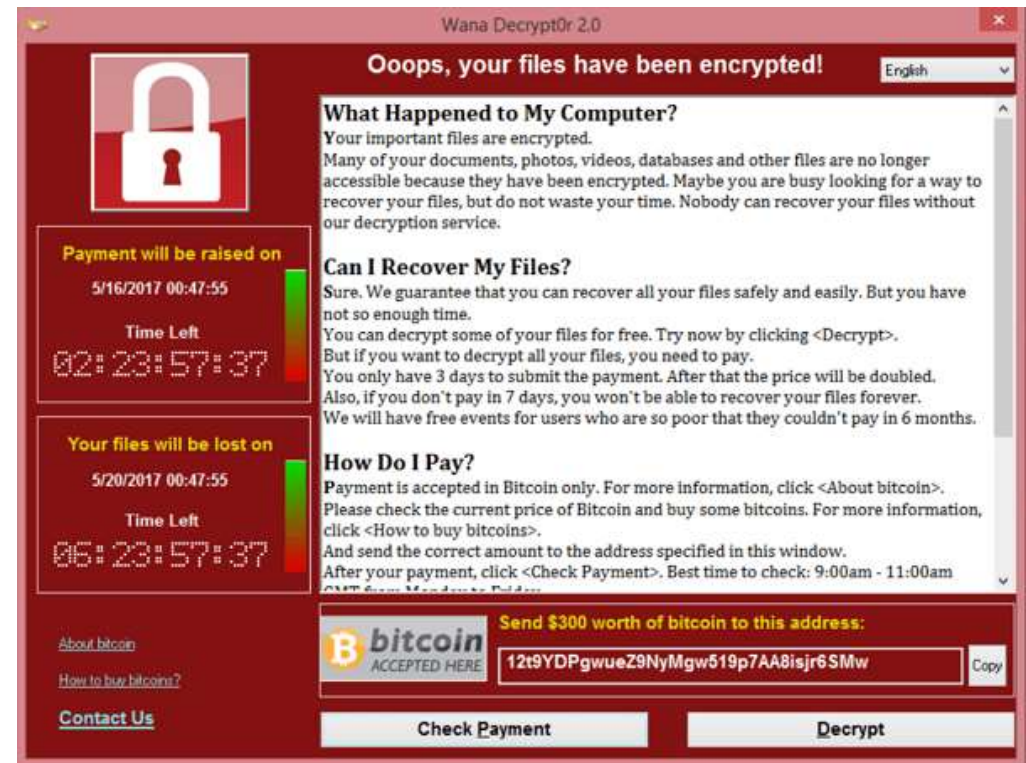 Wana Decrypt0r 2.0
Ooops, your files have been encrypted!
English
What Happened to My Computer?
Your important files are encrypted.
Many of your documents, photos, videos, databases and other files are no longer
accessible because they have been encrypted. Maybe you are busy looking for a way to
recover your files, but do not waste your time. Nobody can recover your files without
our decryption service.
Can I Recover My Files?
Sure. We guarantee that you can recover all your files safely and easily. But you have
not so enough time.
You can decrypt some of your files for free. Try now by clicking <Decrypt>.
But if you want to decrypt all your files, you need to pay.
You only have 3 days to submit the payment. After that the price will be doubled.
Also, if you don't pay in 7 days, you won't be able to recover your files forever.
We will have free events for users who are so poor that they couldn't pay in 6 months.
How Do I Pay?
Payment is accepted in Bitcoin only. For more information, click <About bitcoin>.
Please check the current price of Bitcoin and buy some bitcoins. For more information,
click <How to buy bitcoins>.
And send the correct amount to the address specified in this window.
After your payment, click <Check Payment>. Best time to check: 9:00am - 11:00am
GMT from Monday to Friday
Payment will be raised on
5/16/2017 00:47:55
Time Left
02:23:57:37
Your files will be lost on
5/20/2017 00:47:55
Time Left
06:23:57:37
About bitcoin
How to buy bitcoins?
Contact Us
bitcoin
ACCEPTED HERE
Send $300 worth of bitcoin to this address:
12t9YDPgwueZ9NyMgw519p7AA8isjr6SMw
Copy
Check Payment
Decrypt